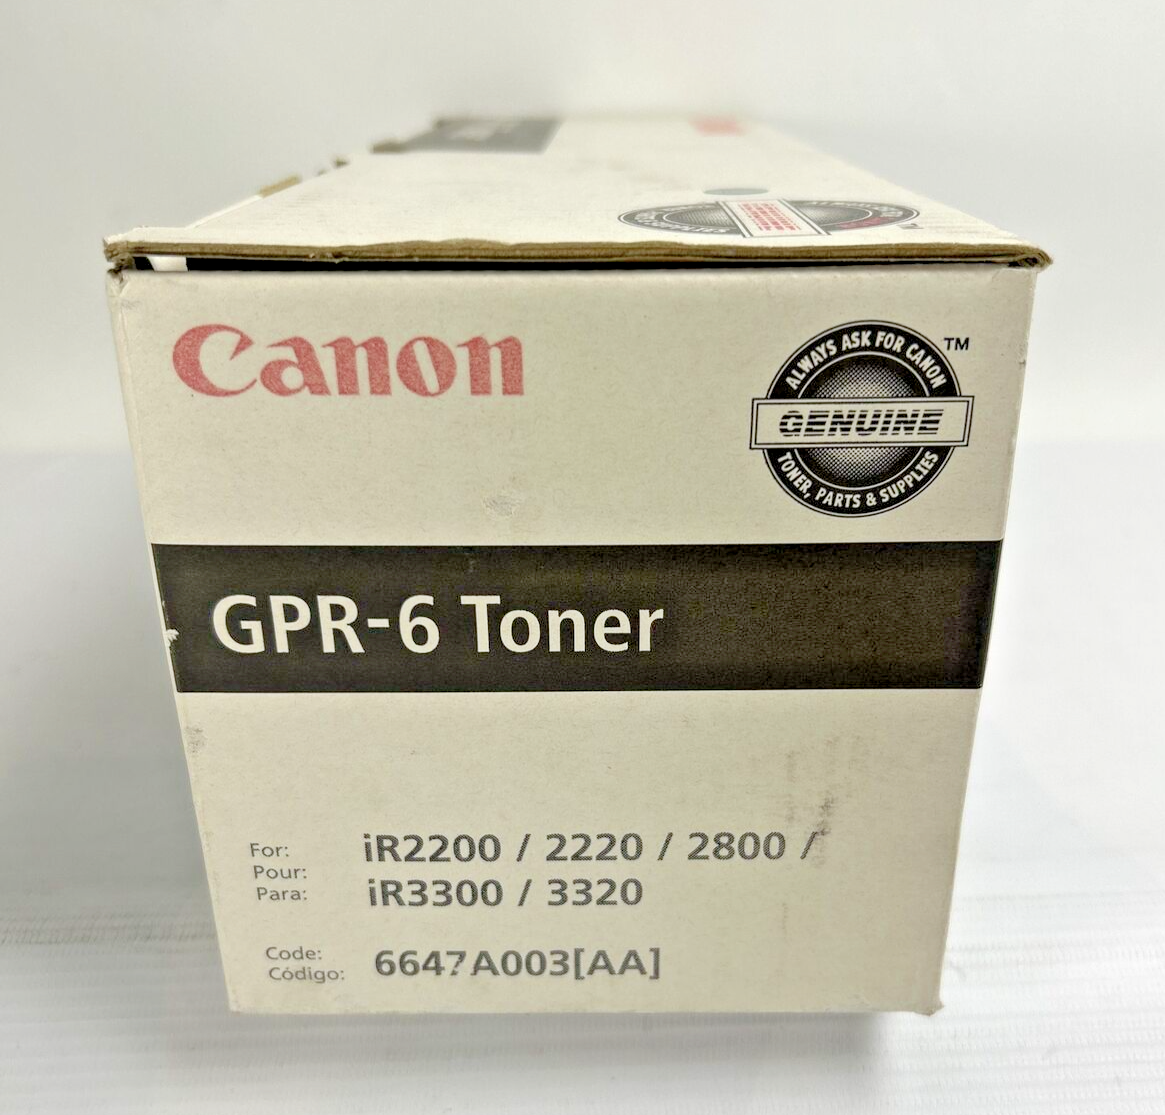 Canon
ALWAYS ASK FOR CANON
™
GENUINE
TONER, PARTS & SUPPLIES
GPR-6 Toner
For:
Pour:
Para:
iR2200 / 2220 / 2800 /
iR3300 / 3320
Code:
Código:
6647A003[AA]